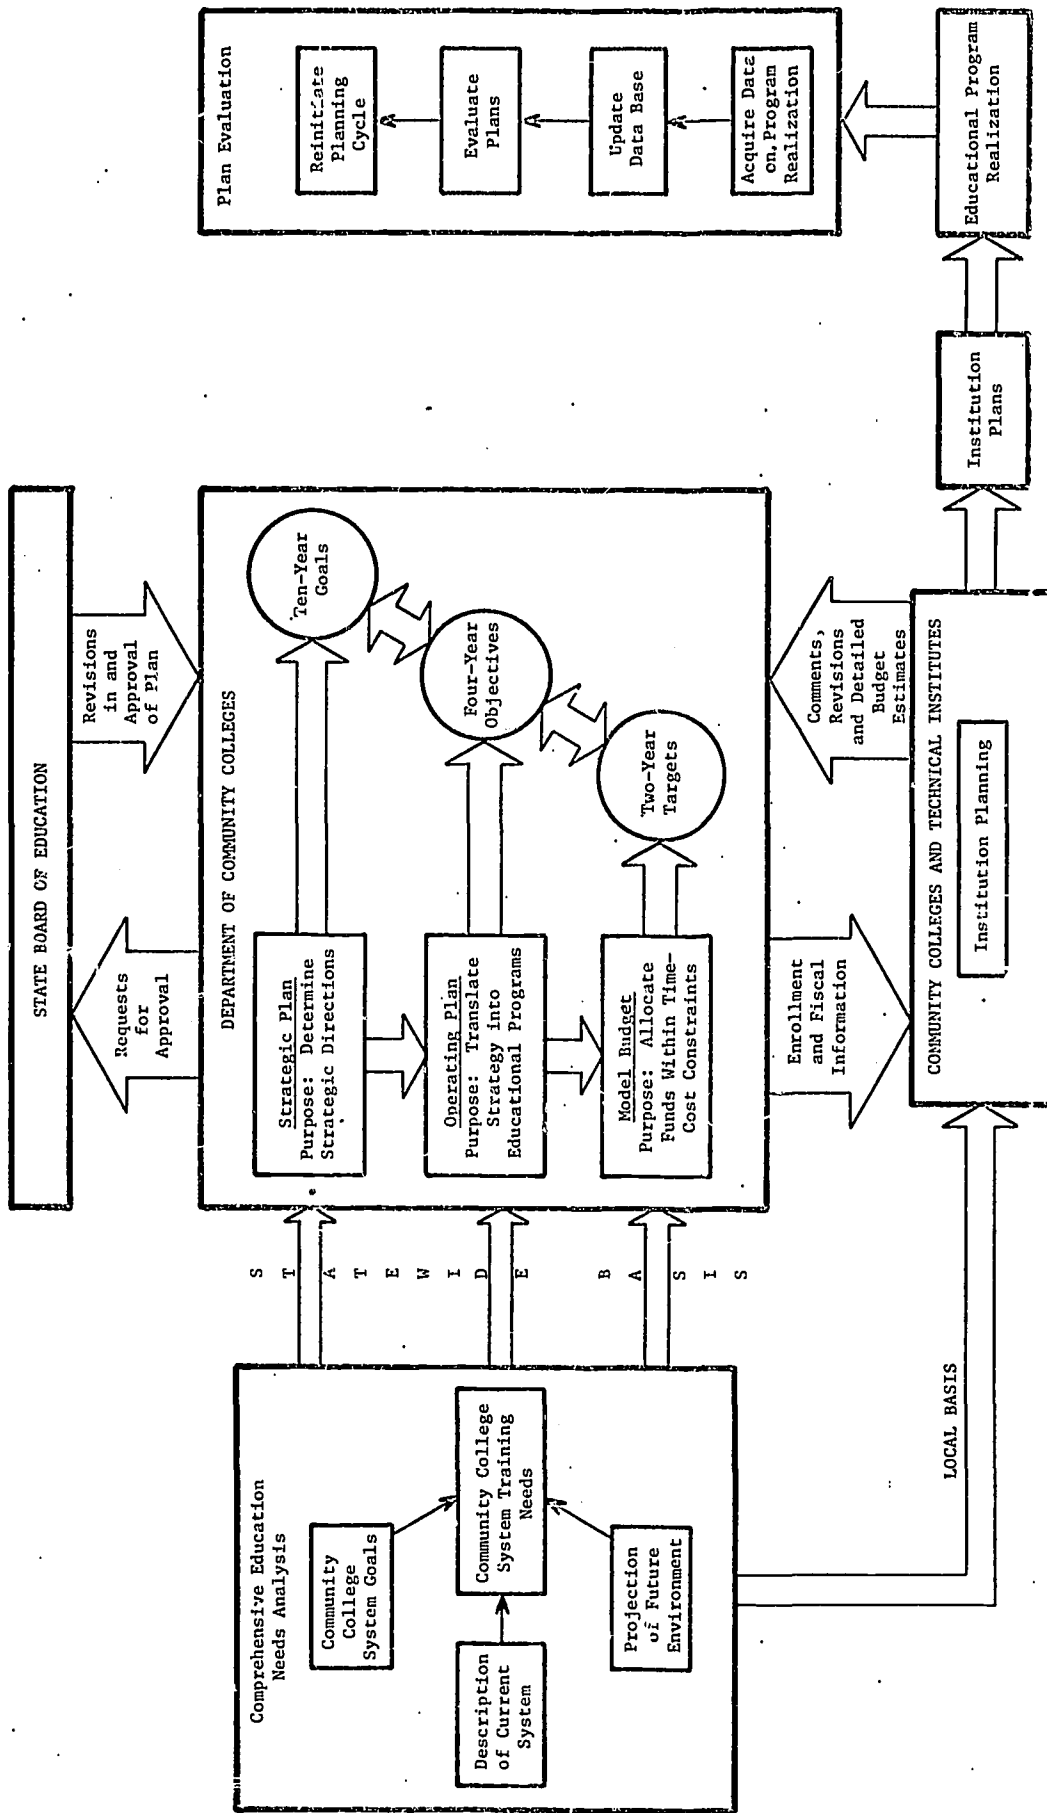 STATE BOARD OF EDUCATION
Requests
for
Approval
Revisions
in and
Approval
of Plan
Comprehensive Education
Needs Analysis
Community
College
System Goals
Description
of Current
System
Community College
System Training
Needs
Projection
of Future
Environment
STATEWIDE BASIS
LOCAL BASIS
DEPARTMENT OF COMMUNITY COLLEGES
Strategic Plan
Purpose: Determine
Strategic Directions
Operating Plan
Purpose: Translate
Strategy into
Educational Programs
Model Budget
Purpose: Allocate
Funds Within Time-
Cost Constraints
Ten-Year
Goals
Four-Year
Objectives
Two-Year
Targets
Enrollment
and Fiscal
Information
Comments,
Revisions
and Detailed
Budget
Estimates
COMMUNITY COLLEGES AND TECHNICAL INSTITUTES
Institution Planning
Institution
Plans
Educational Program
Realization
Plan Evaluation
Reinitiate
Planning
Cycle
Evaluate
Plans
Update
Data Base
Acquire Data
on Program
Realization